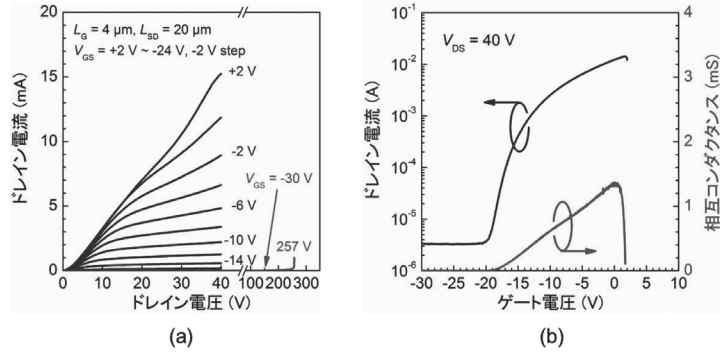 20
15
10
5
0
ドレイン電流 (mA)
L_G = 4 μm, L_SD = 20 μm
V_GS = +2 V ~ -24 V, -2 V step
+2 V
-2 V
V_GS = -30 V
-6 V
-10 V
-14 V
257 V
0 10 20 30 40 100 200 300
ドレイン電圧 (V)
(a)
10^-1
10^-2
10^-3
10^-4
10^-5
10^-6
ドレイン電流 (A)
V_DS = 40 V
4
3
2
1
0
相互コンダクタンス (mS)
-30 -25 -20 -15 -10 -5 0 5 10
ゲート電圧 (V)
(b)